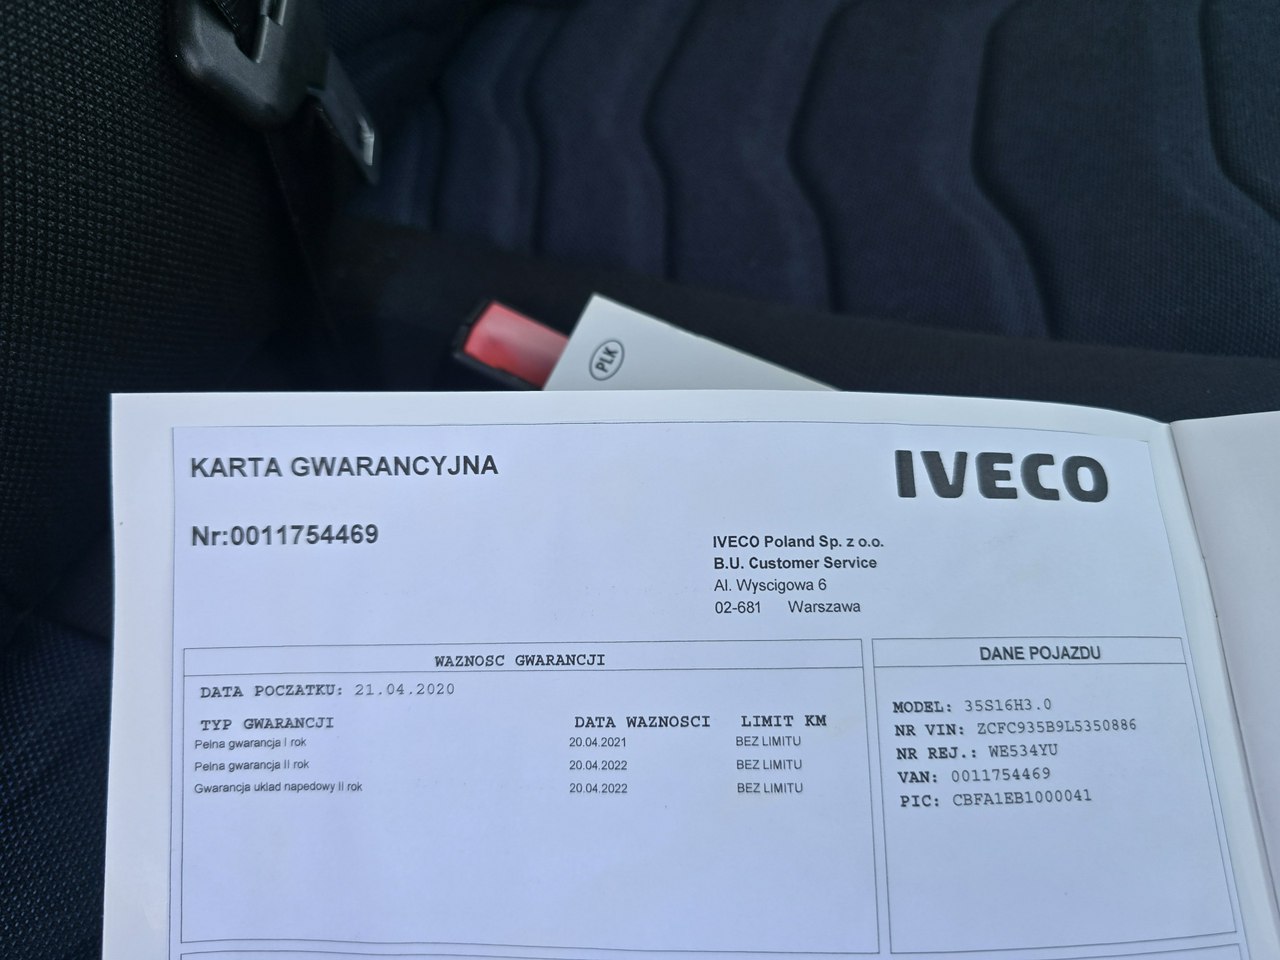 PLK
KARTA GWARANCYJNA
IVECO
Nr:0011754469
IVECO Poland Sp. z o.o.
B.U. Customer Service
Al. Wyscigowa 6
02-681 Warszawa
WAZNOSC GWARANCJI
DATA POCZATKU: 21.04.2020
TYP GWARANCJI DATA WAZNOSCI LIMIT KM
Pelna gwarancja I rok 20.04.2021 BEZ LIMITU
Pelna gwarancja II rok 20.04.2022 BEZ LIMITU
Gwarancja uklad napedowy II rok 20.04.2022 BEZ LIMITU
DANE POJAZDU
MODEL: 35S16H3.0
NR VIN: ZCFC935B9L5350886
NR REJ.: WE534YU
VAN: 0011754469
PIC: CBFA1EB1000041